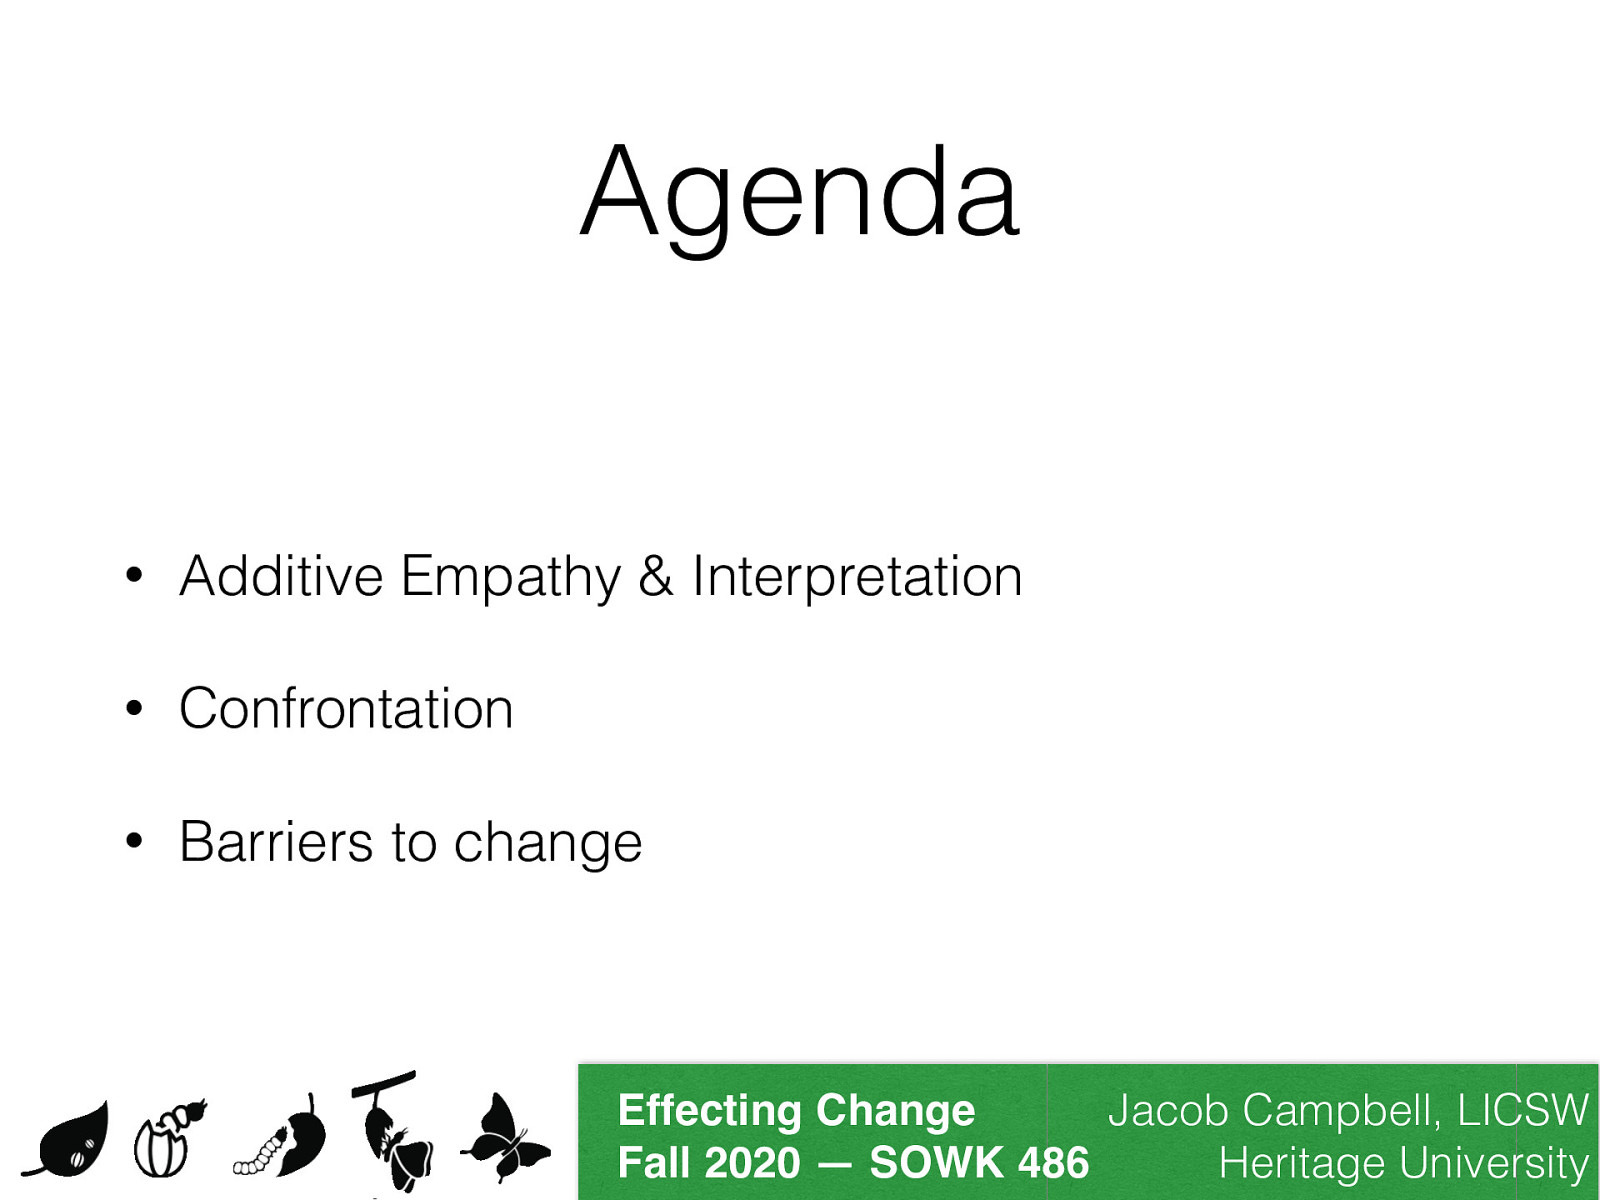 Agenda
• Additive Empathy & Interpretation
• Confrontation
• Barriers to change
Effecting Change
Fall 2020 — SOWK 486
Jacob Campbell, LICSW
Heritage University